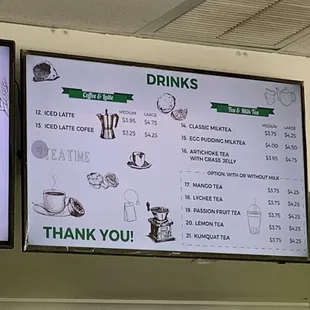 DRINKS
Coffee & Latte
MEDIUM LARGE
12. ICED LATTE $3.95 $4.75
13. ICED LATTE COFEE $3.25 $4.25
TEATIME
THANK YOU!
Tea & Milk Tea
MEDIUM LARGE
14. CLASSIC MILKTEA $3.75 $4.25
15. EGG PUDDING MILKTEA $4.00 $4.50
16. ARTICHOKE TEA
WITH GRASS JELLY $3.95 $4.75
OPTION: WITH OR WITHOUT MILK
17. MANGO TEA $3.75 $4.25
18. LYCHEE TEA $3.75 $4.25
19. PASSION FRUIT TEA $3.75 $4.25
20. LEMON TEA $3.75 $4.25
21. KUMQUAT TEA $3.75 $4.25